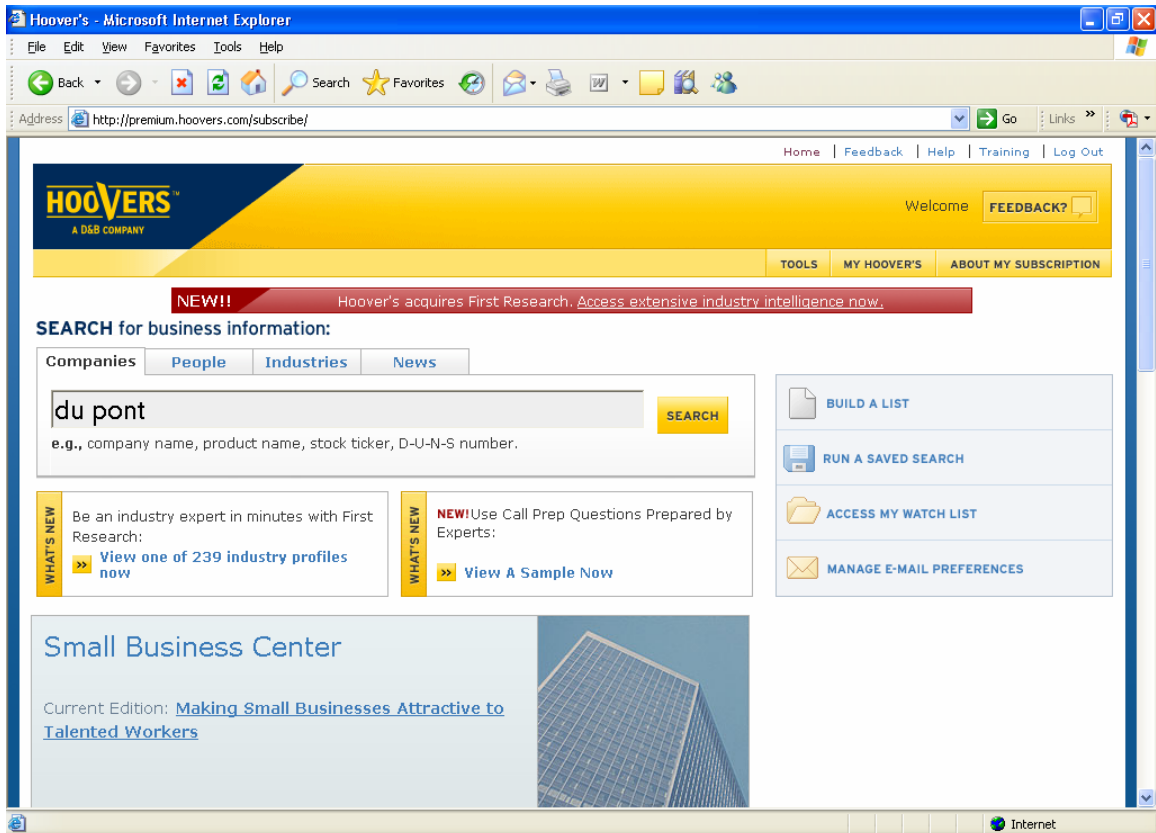 Hoover's - Microsoft Internet Explorer
File Edit View Favorites Tools Help
Back Search Favorites
Address http://premium.hoovers.com/subscribe/ Go Links »
Home | Feedback | Help | Training | Log Out
HOOVERS™
A D&B COMPANY
Welcome FEEDBACK?
TOOLS MY HOOVER'S ABOUT MY SUBSCRIPTION
NEW!! Hoover's acquires First Research. Access extensive industry intelligence now.
SEARCH for business information:
Companies People Industries News
du pont
SEARCH
e.g., company name, product name, stock ticker, D-U-N-S number.
BUILD A LIST
RUN A SAVED SEARCH
ACCESS MY WATCH LIST
MANAGE E-MAIL PREFERENCES
WHAT'S NEW
Be an industry expert in minutes with First
Research:
» View one of 239 industry profiles
now
WHAT'S NEW
NEW! Use Call Prep Questions Prepared by
Experts:
» View A Sample Now
Small Business Center
Current Edition: Making Small Businesses Attractive to
Talented Workers
Internet